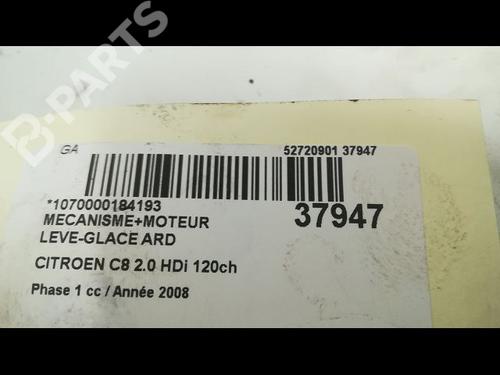 B-PARTS
GA
52720901 37947
*1070000184193
37947
MECANISME+MOTEUR
LEVE-GLACE ARD
CITROEN C8 2.0 HDi 120ch
Phase 1 cc / Année 2008